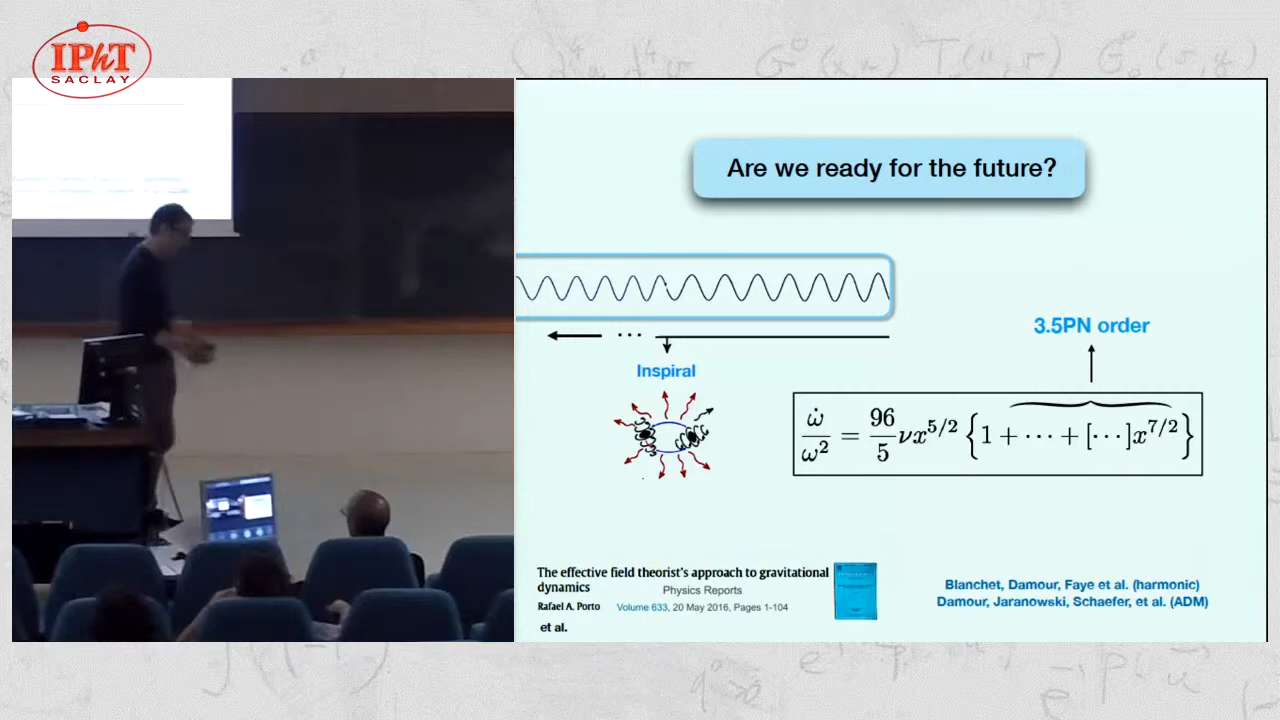 IPhT
SACLAY
Are we ready for the future?
3.5PN order
...
Inspiral
ω̇/ω² = 96/5 νx^{5/2} {1 + ⋯ + [⋯]x^{7/2}}
The effective field theorist's approach to gravitational
dynamics
Physics Reports
Rafael A. Porto
Volume 633, 20 May 2016, Pages 1-104
et al.
Blanchet, Damour, Faye et al. (harmonic)
Damour, Jaranowski, Schaefer, et al. (ADM)